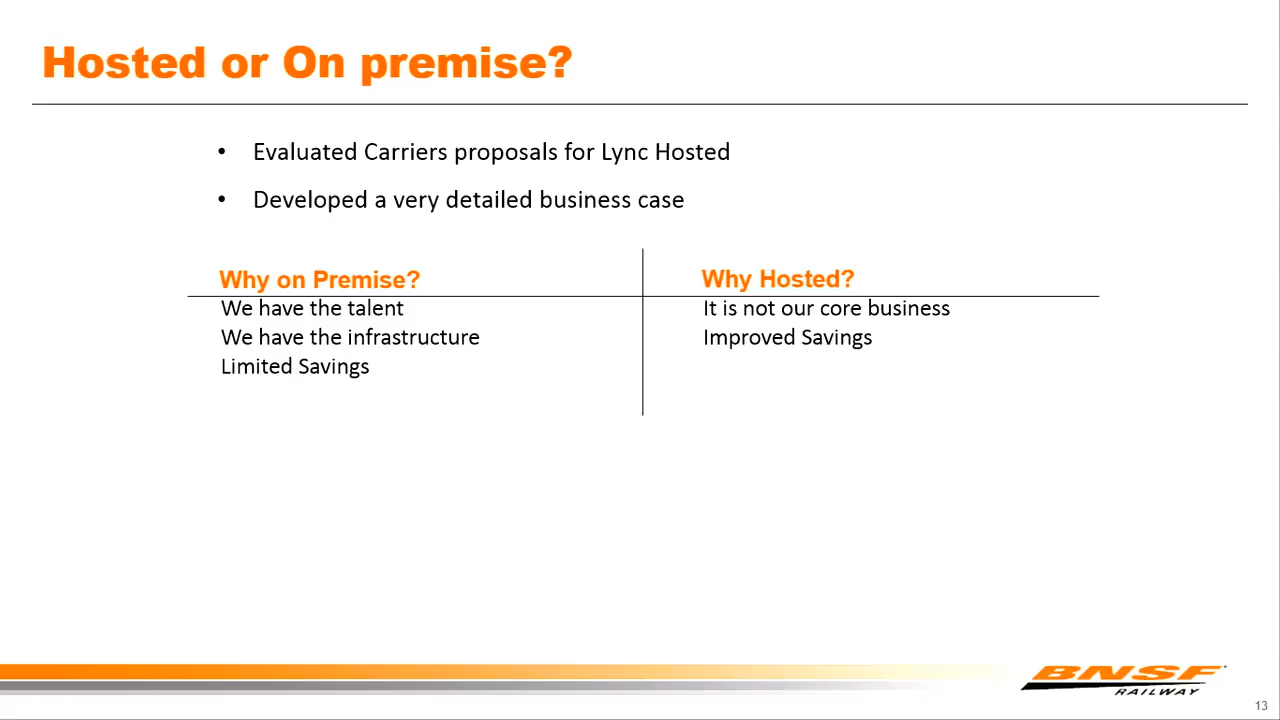 Hosted or On premise?
• Evaluated Carriers proposals for Lync Hosted
• Developed a very detailed business case
Why on Premise?
We have the talent
We have the infrastructure
Limited Savings
Why Hosted?
It is not our core business
Improved Savings
BNSF
RAILWAY
13